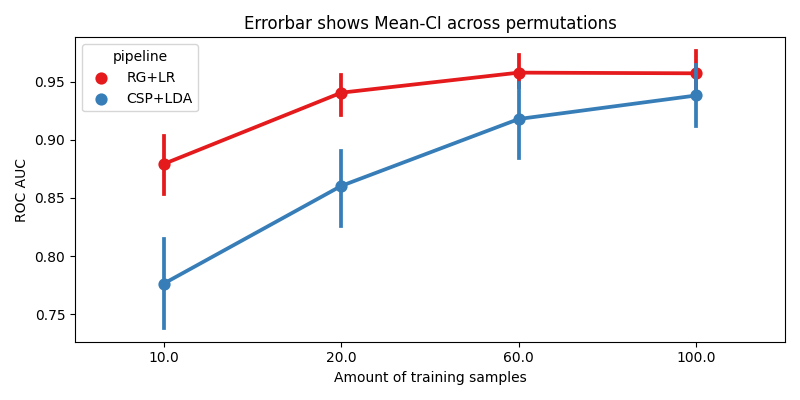 Errorbar shows Mean-CI across permutations
pipeline
RG+LR
CSP+LDA
ROC AUC
0.95
0.90
0.85
0.80
0.75
10.0 20.0 60.0 100.0
Amount of training samples